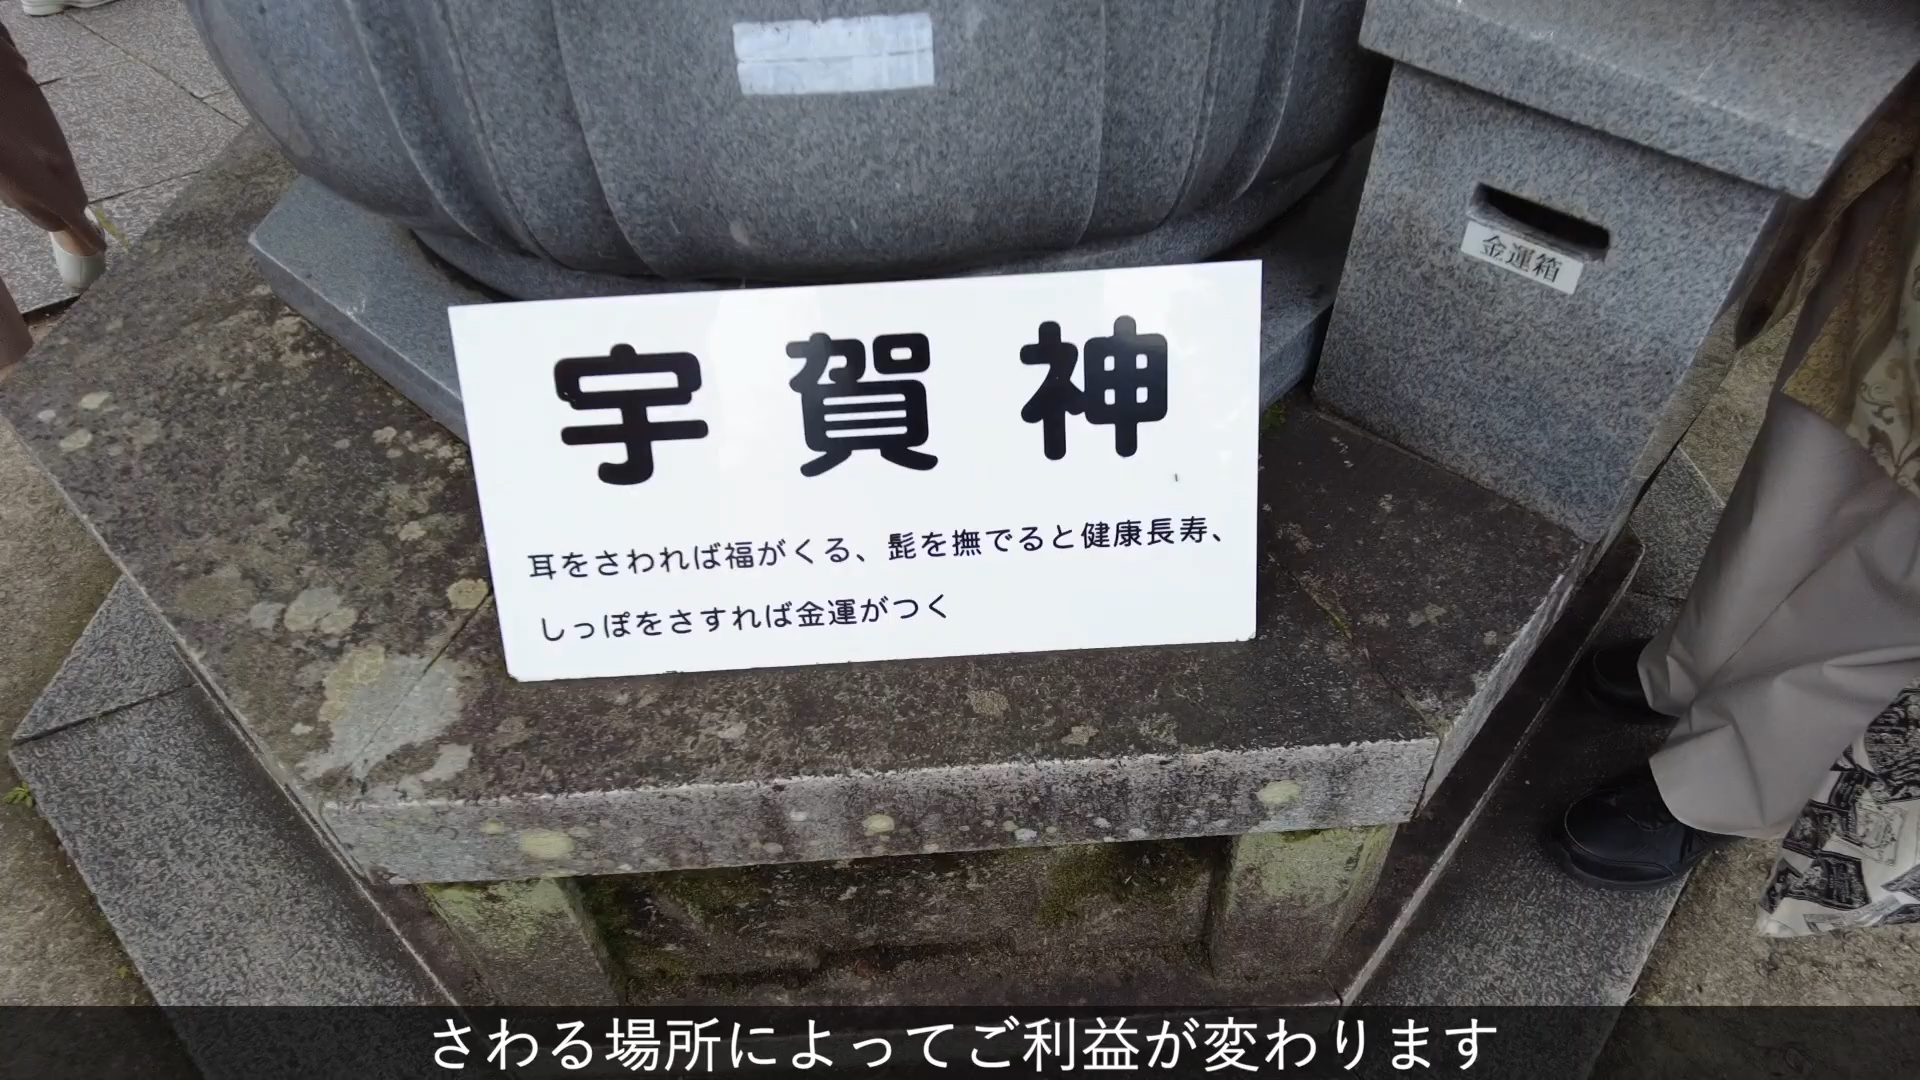 金運箱
宇賀神
耳をさわれば福がくる、髭を撫でると健康長寿、
しっぽをさすれば金運がつく
さわる場所によってご利益が変わります